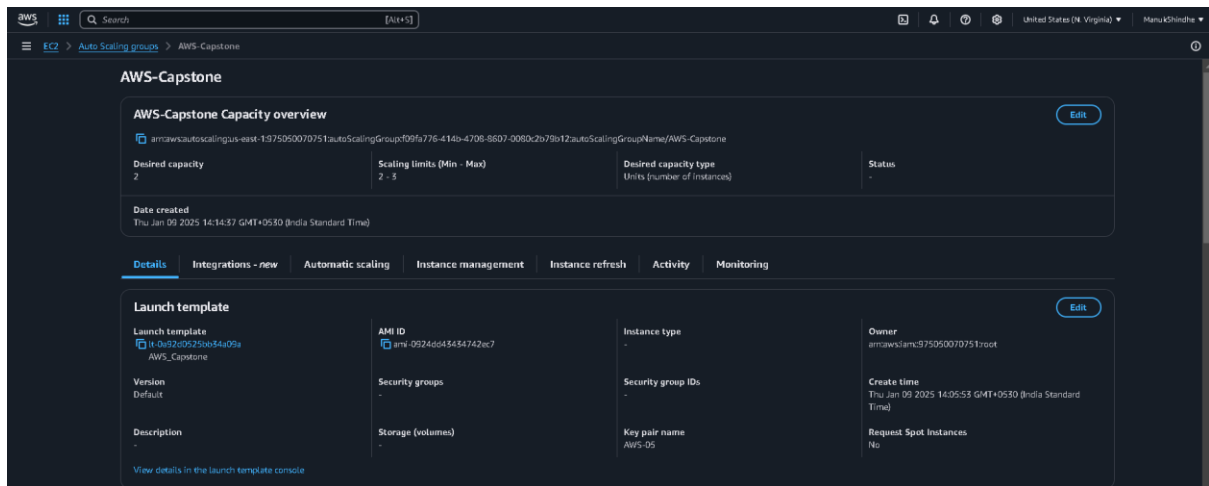 aws
Search [Alt+S]
United States (N. Virginia) ▼ ManukShindhe ▼
EC2 > Auto Scaling groups > AWS-Capstone
AWS-Capstone
AWS-Capstone Capacity overview
Edit
arn:aws:autoscaling:us-east-1:975050070751:autoScalingGroup:f09fa776-414b-4708-8607-0080c2b79b12:autoScalingGroupName/AWS-Capstone
Desired capacity Scaling limits (Min - Max) Desired capacity type Status
2 2 - 3 Units (number of instances) -
Date created
Thu Jan 09 2025 14:14:37 GMT+0530 (India Standard Time)
Details Integrations - new Automatic scaling Instance management Instance refresh Activity Monitoring
Launch template
Edit
Launch template AMI ID Instance type Owner
lt-0a92d0525bb34a09a ami-0924dd43434742ec7 - arn:aws:iam::975050070751:root
AWS_Capstone
Version Security groups Security group IDs Create time
Default - - Thu Jan 09 2025 14:05:53 GMT+0530 (India Standard
Time)
Description Storage (volumes) Key pair name Request Spot Instances
- - AWS-05 No
View details in the launch template console